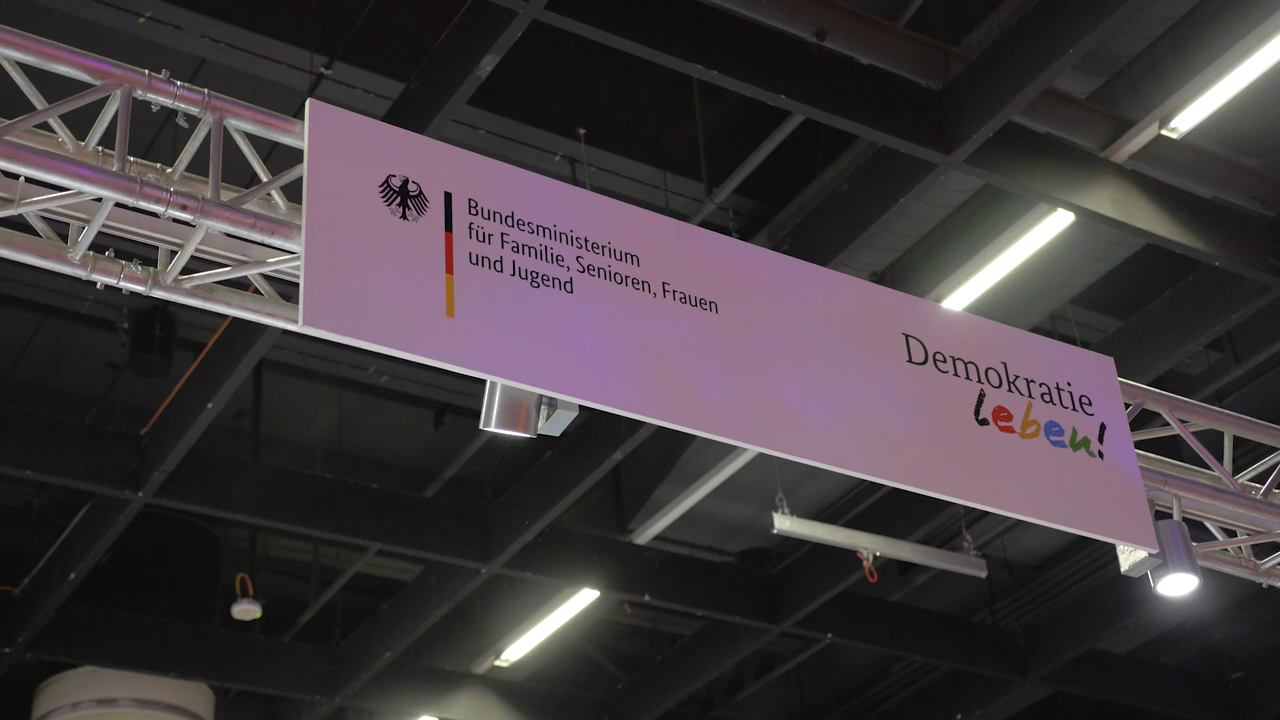 Bundesministerium
für Familie, Senioren, Frauen
und Jugend
Demokratie
leben!